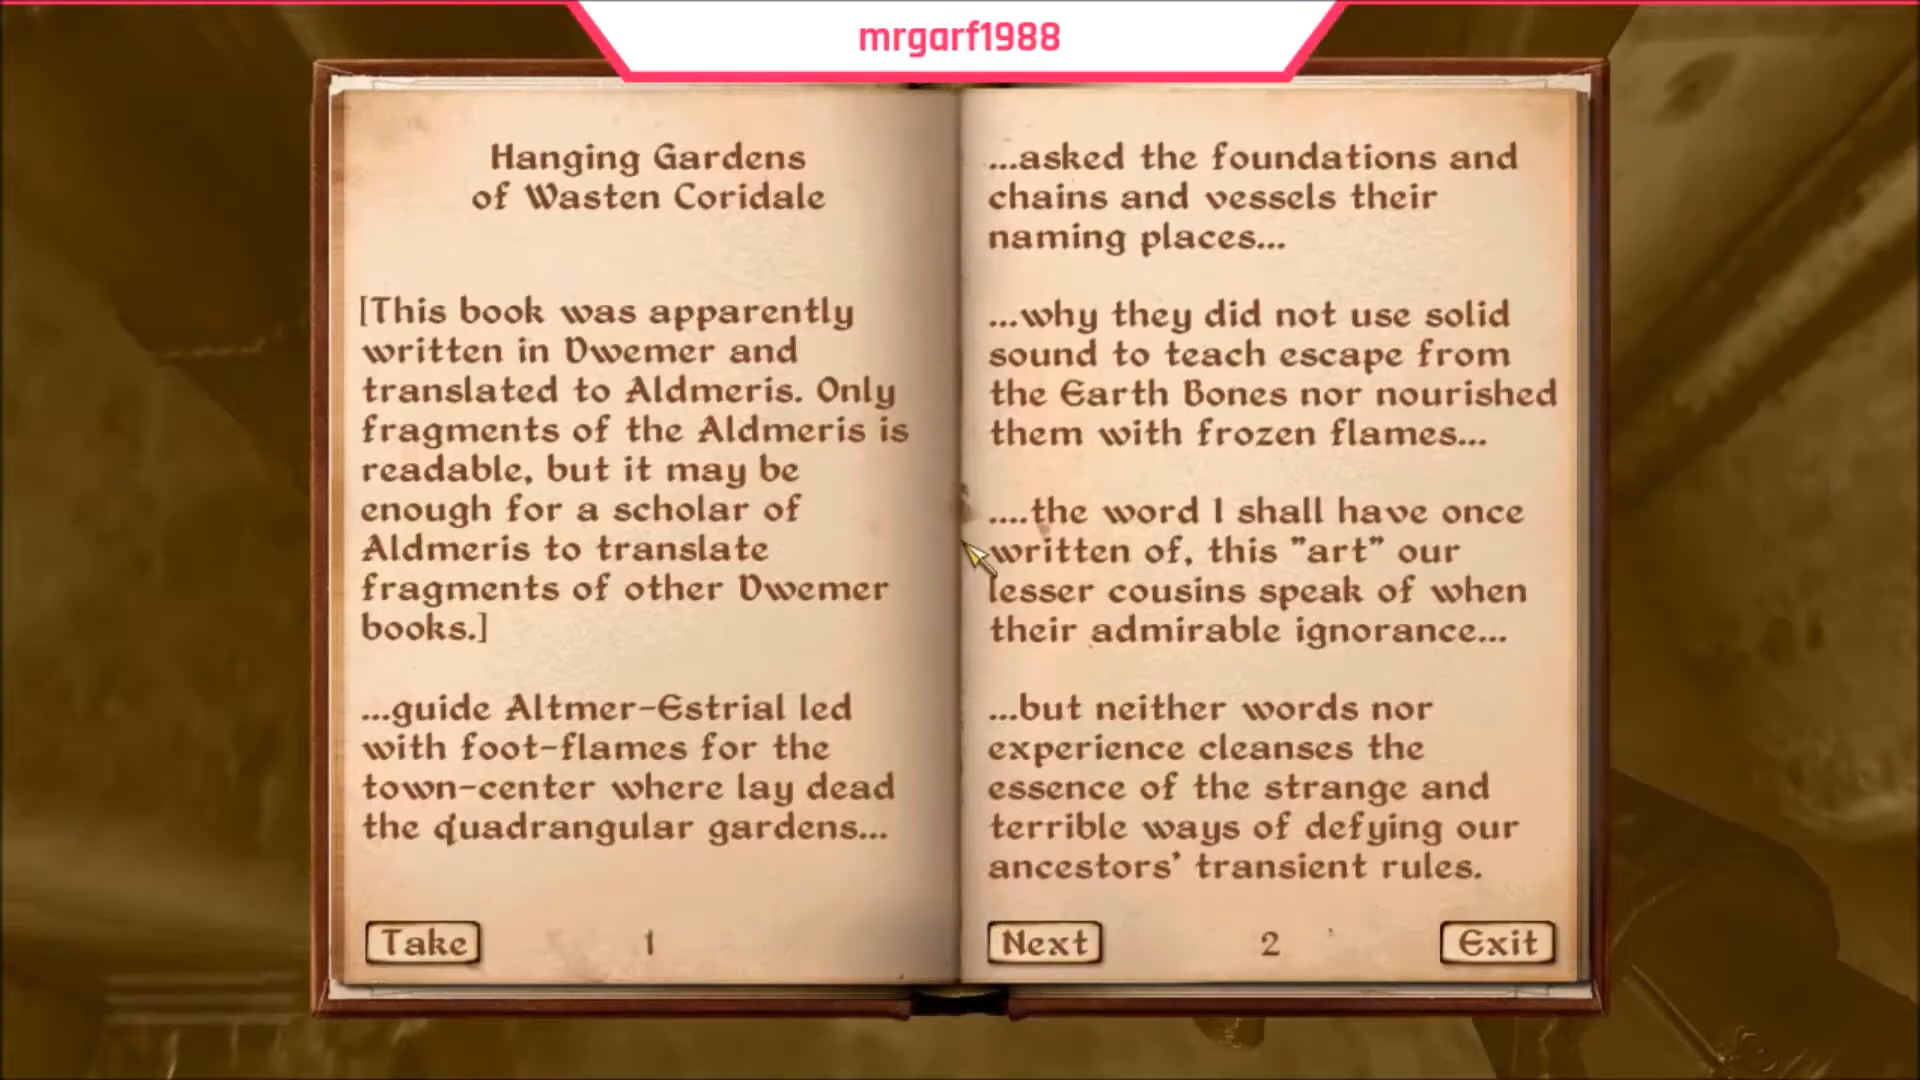 mrgarf1988
Hanging Gardens
of Wasten Coridale
[This book was apparently
written in Dwemer and
translated to Aldmeris. Only
fragments of the Aldmeris is
readable, but it may be
enough for a scholar of
Aldmeris to translate
fragments of other Dwemer
books.]
...guide Altmer-Estrial led
with foot-flames for the
town-center where lay dead
the quadrangular gardens...
Take
1
...asked the foundations and
chains and vessels their
naming places...
...why they did not use solid
sound to teach escape from
the Earth Bones nor nourished
them with frozen flames...
....the word I shall have once
written of, this "art" our
lesser cousins speak of when
their admirable ignorance...
...but neither words nor
experience cleanses the
essence of the strange and
terrible ways of defying our
ancestors' transient rules.
Next
2
Exit